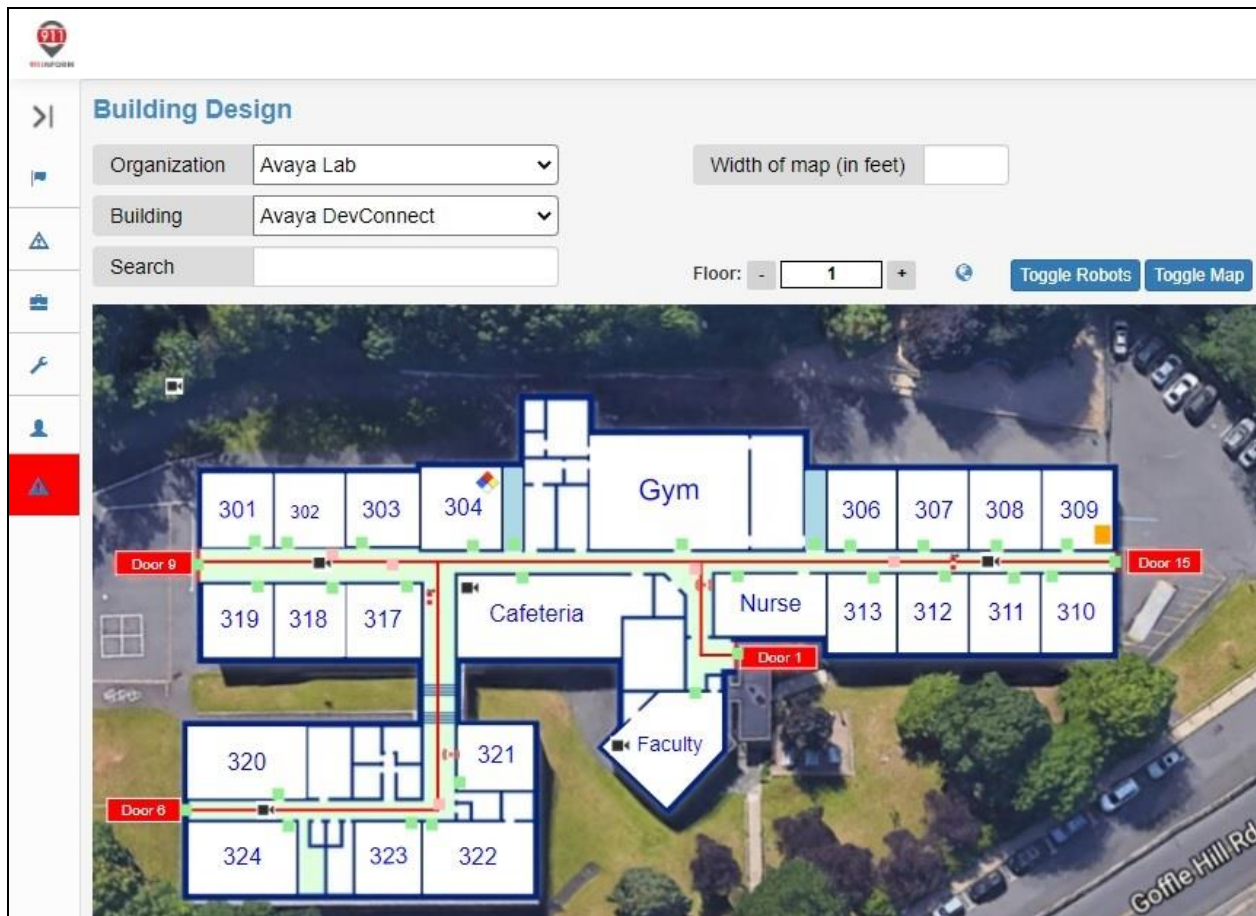 911
911 INFORM
Building Design
Organization Avaya Lab
Width of map (in feet)
Building Avaya DevConnect
Search
Floor: - 1 + Toggle Robots Toggle Map
Gym
301 302 303 304 306 307 308 309
Door 9 Door 15
319 318 317 Cafeteria Nurse 313 312 311 310
Door 1
320 321 Faculty
Door 6
324 323 322
Goffle Hill Rd